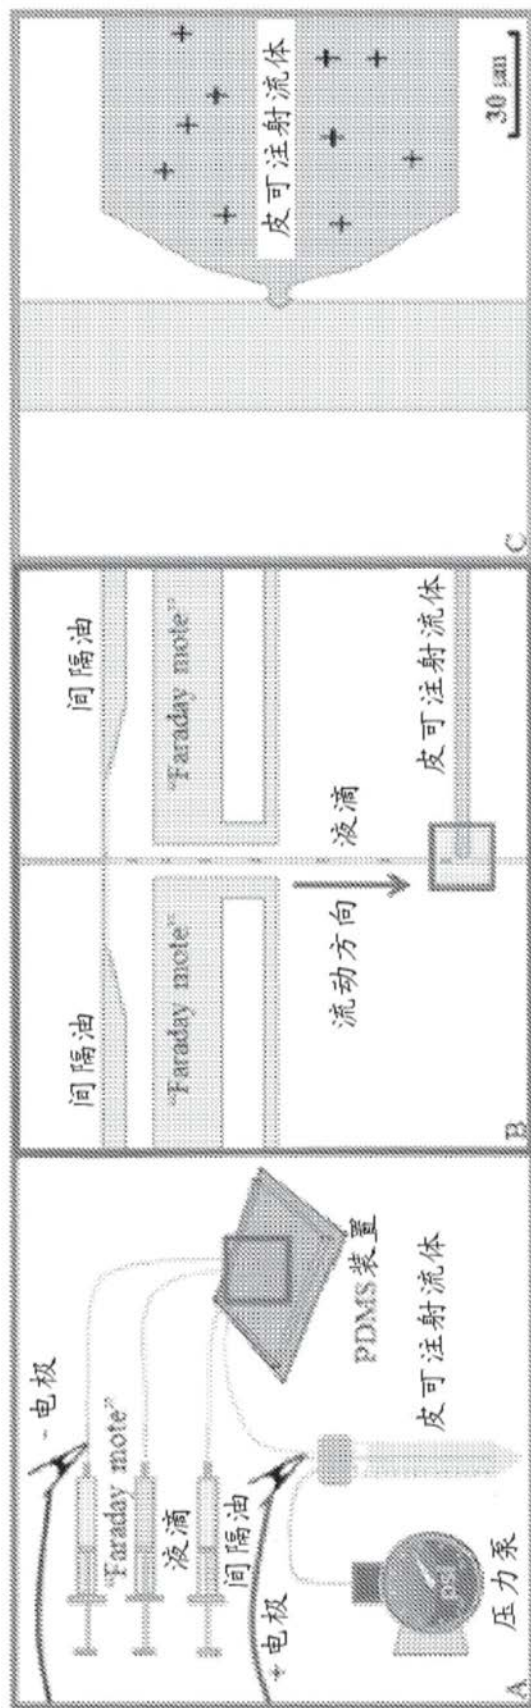 - 电极
"Faraday mote"
液滴
间隔油
+ 电极
PDMS装置
皮可注射流体
压力泵
psi
A
间隔油
间隔油
"Faraday mote"
"Faraday mote"
流动方向
液滴
皮可注射流体
B
皮可注射流体
30 μm
C